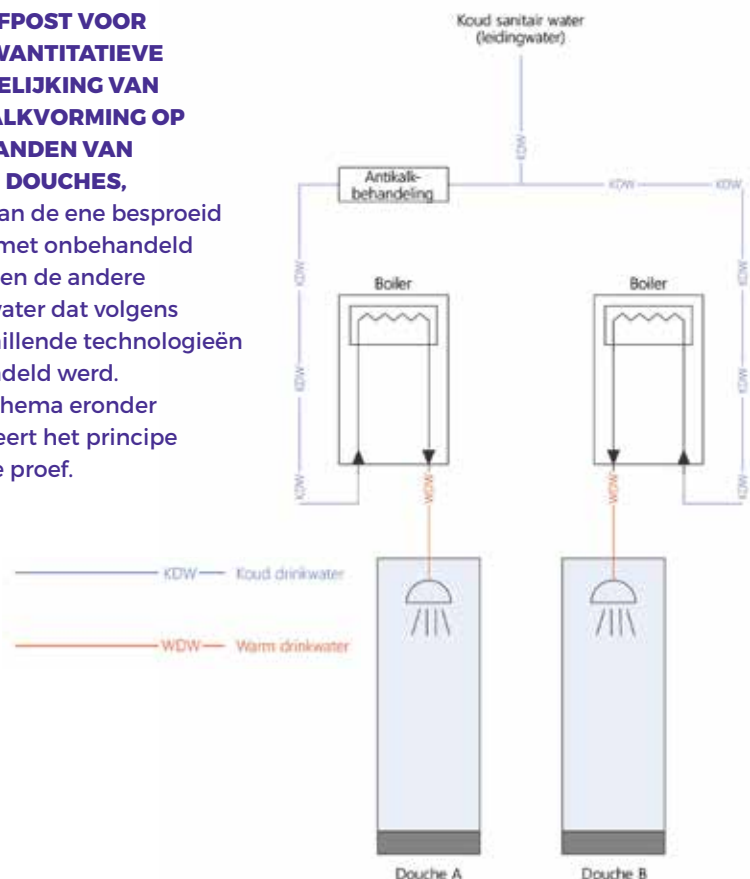 FPOST VOOR
WANTITATIEVE
ELIJKING VAN
ALKVORMING OP
ANDEN VAN
DOUCHES,
an de ene besproeid
met onbehandeld
en de andere
water dat volgens
illende technologieën
ndeld werd.
hema eronder
eert het principe
e proef.
Koud sanitair water
(leidingwater)
KDW
Antikalk-
behandeling
KDW
KDW
KDW
KDW
Boiler
Boiler
KDW
KDW
KDW
WDW
WDW
KDW
KDW Koud drinkwater
WDW Warm drinkwater
Douche A
Douche B